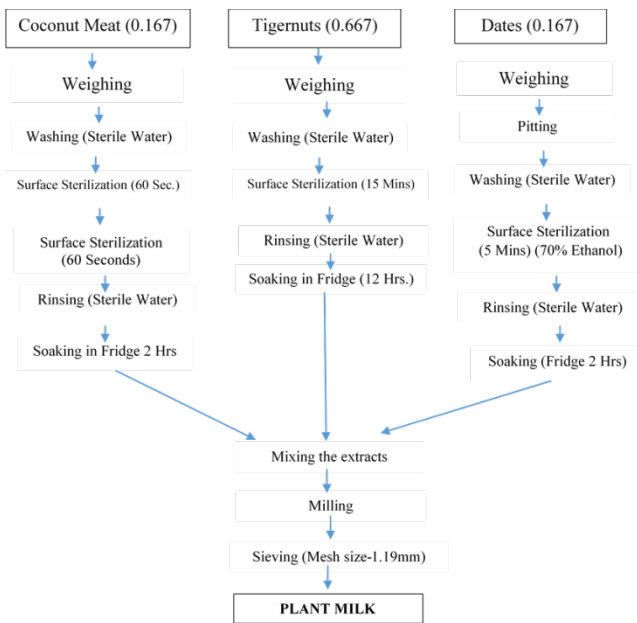 Coconut Meat (0.167)
Weighing
Washing (Sterile Water)
Surface Sterilization (60 Sec.)
Surface Sterilization
(60 Seconds)
Rinsing (Sterile Water)
Soaking in Fridge 2 Hrs
Tigernuts (0.667)
Weighing
Washing (Sterile Water)
Surface Sterilization (15 Mins)
Rinsing (Sterile Water)
Soaking in Fridge (12 Hrs.)
Dates (0.167)
Weighing
Pitting
Washing (Sterile Water)
Surface Sterilization
(5 Mins) (70% Ethanol)
Rinsing (Sterile Water)
Soaking (Fridge 2 Hrs)
Mixing the extracts
Milling
Sieving (Mesh size-1.19mm)
PLANT MILK